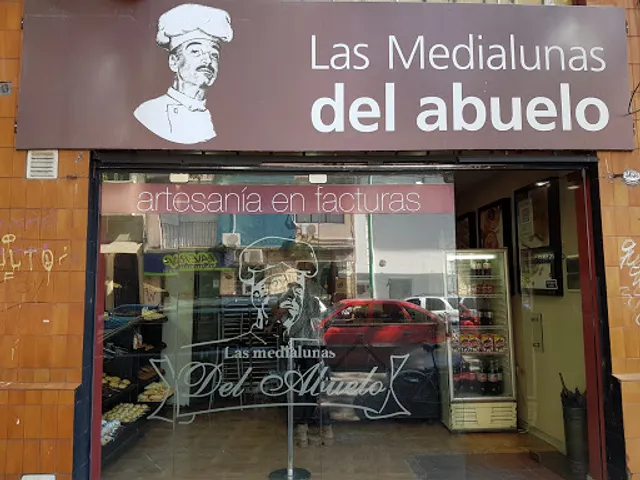 Las Medialunas
del abuelo
artesanía en facturas
Las medialunas
Del Abuelo